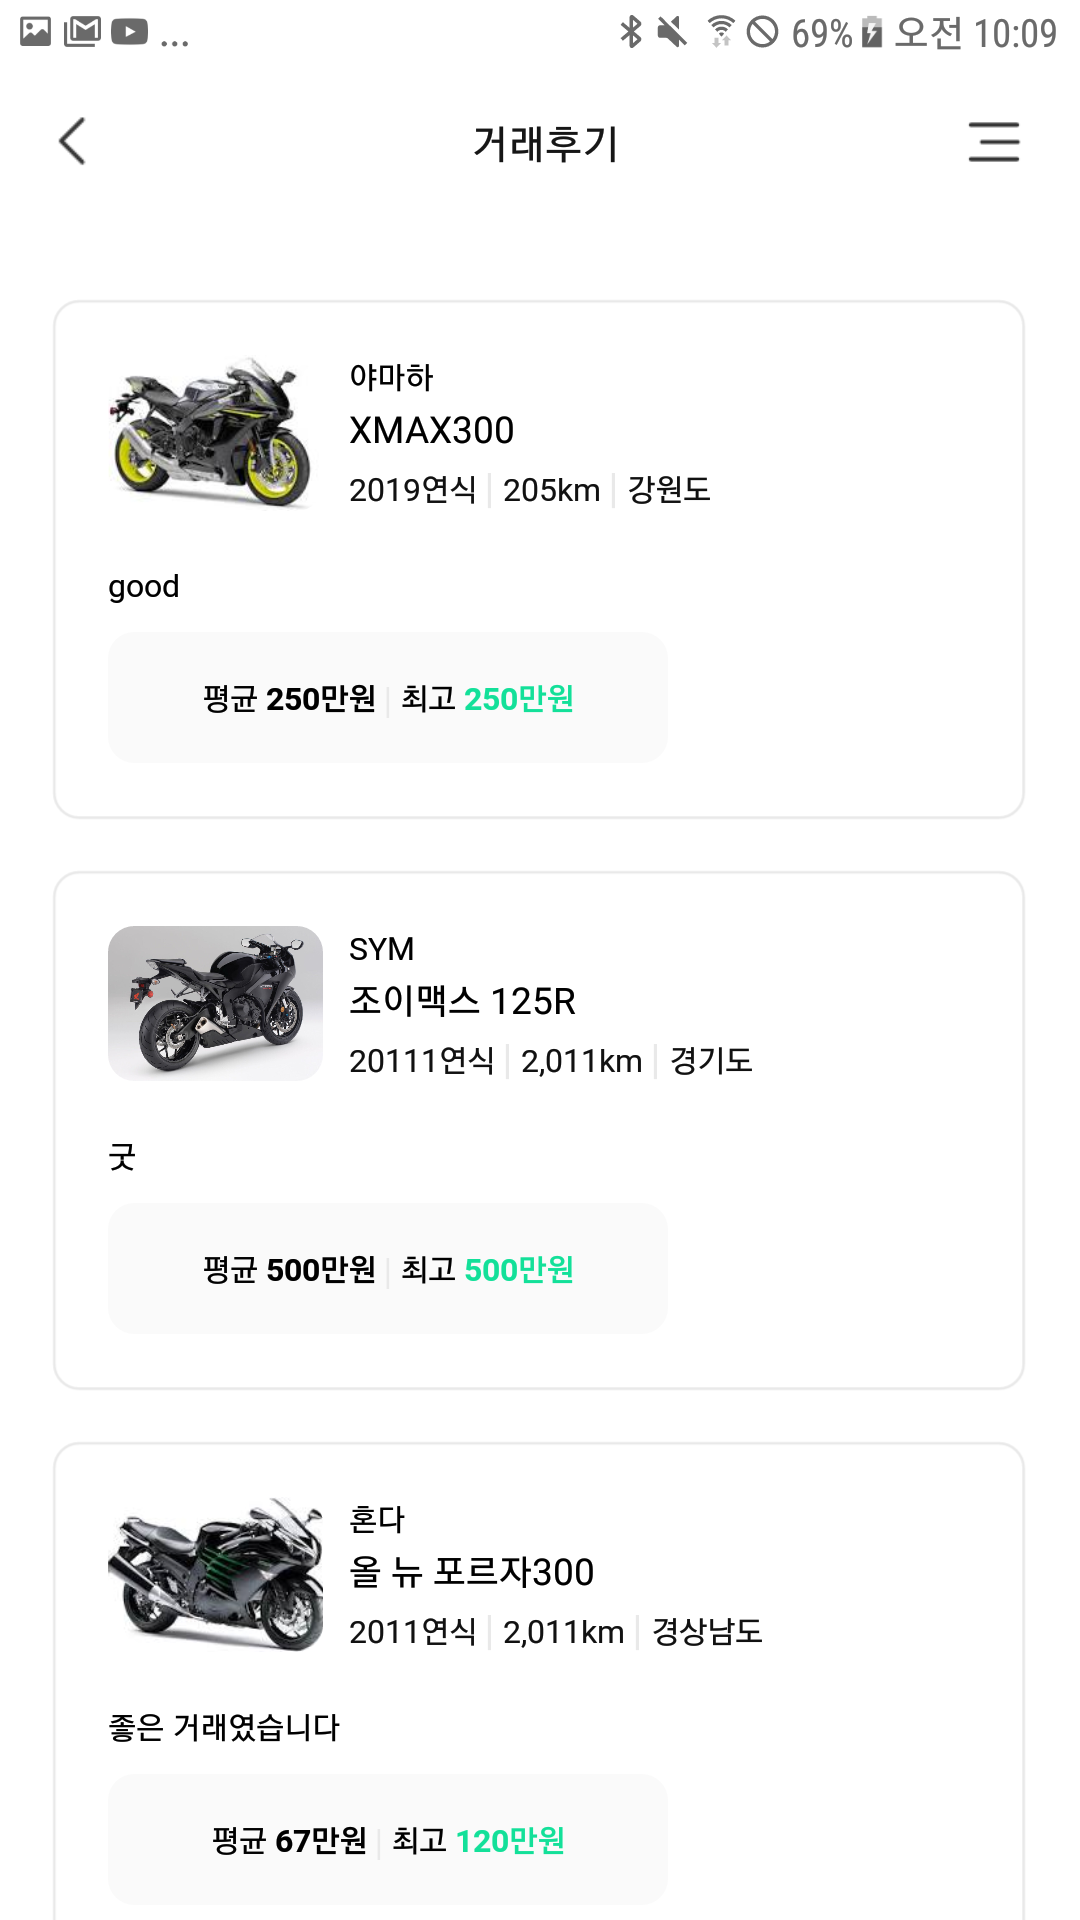 ... 69% 오전 10:09
거래후기
야마하
XMAX300
2019연식 | 205km | 강원도
good
평균 250만원 | 최고 250만원
SYM
조이맥스 125R
20111연식 | 2,011km | 경기도
굿
평균 500만원 | 최고 500만원
혼다
올 뉴 포르자300
2011연식 | 2,011km | 경상남도
좋은 거래였습니다
평균 67만원 | 최고 120만원